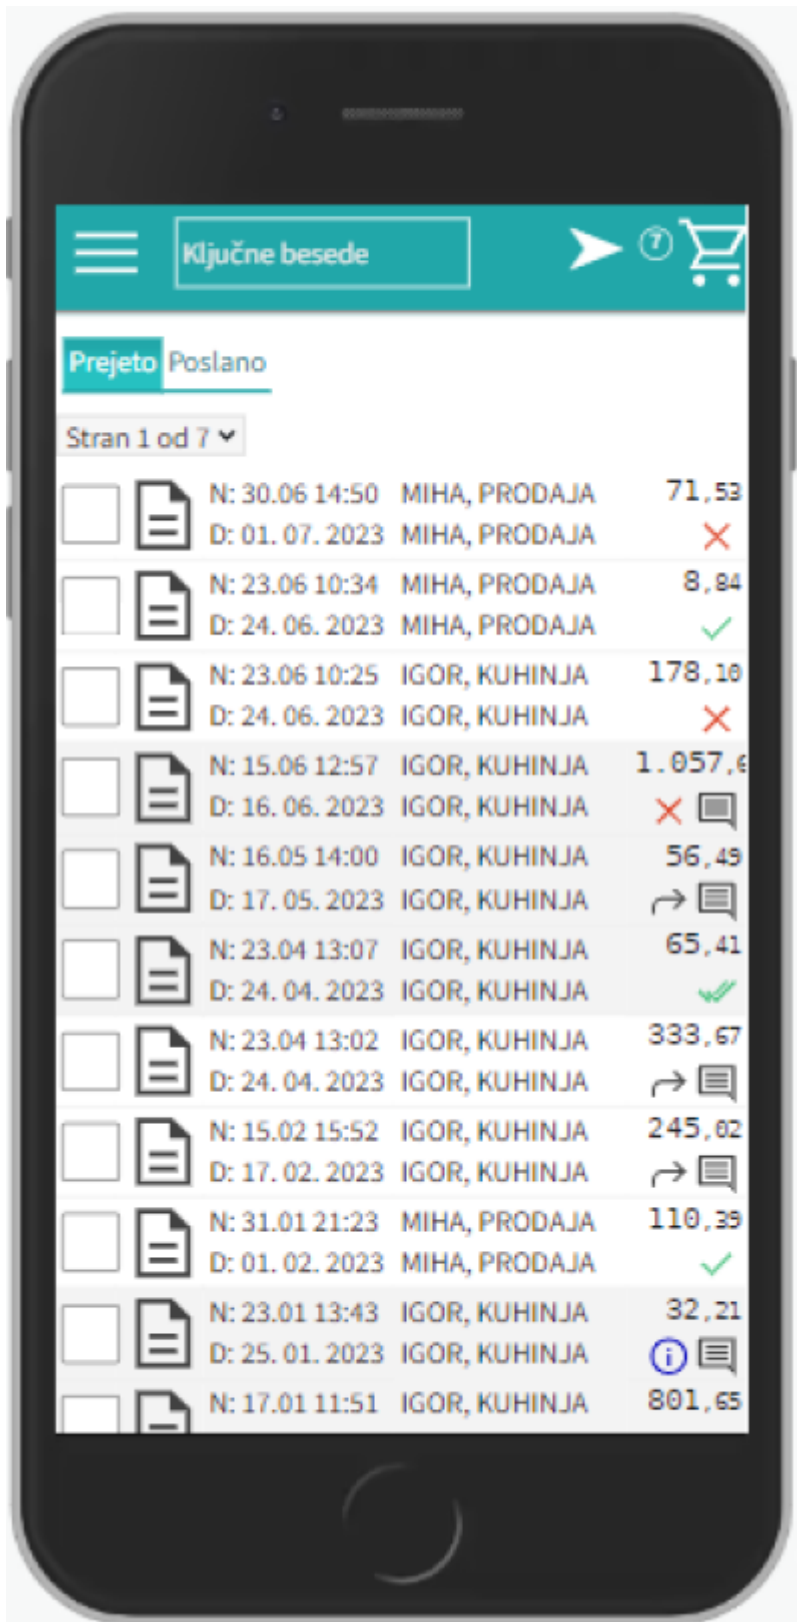 Ključne besede
7
Prejeto Poslano
Stran 1 od 7
N: 30.06 14:50 MIHA, PRODAJA 71,53
D: 01. 07. 2023 MIHA, PRODAJA
N: 23.06 10:34 MIHA, PRODAJA 8,84
D: 24. 06. 2023 MIHA, PRODAJA
N: 23.06 10:25 IGOR, KUHINJA 178,10
D: 24. 06. 2023 IGOR, KUHINJA
N: 15.06 12:57 IGOR, KUHINJA 1.057,
D: 16. 06. 2023 IGOR, KUHINJA
N: 16.05 14:00 IGOR, KUHINJA 56,49
D: 17. 05. 2023 IGOR, KUHINJA
N: 23.04 13:07 IGOR, KUHINJA 65,41
D: 24. 04. 2023 IGOR, KUHINJA
N: 23.04 13:02 IGOR, KUHINJA 333,67
D: 24. 04. 2023 IGOR, KUHINJA
N: 15.02 15:52 IGOR, KUHINJA 245,02
D: 17. 02. 2023 IGOR, KUHINJA
N: 31.01 21:23 MIHA, PRODAJA 110,39
D: 01. 02. 2023 MIHA, PRODAJA
N: 23.01 13:43 IGOR, KUHINJA 32,21
D: 25. 01. 2023 IGOR, KUHINJA
N: 17.01 11:51 IGOR, KUHINJA 801,65